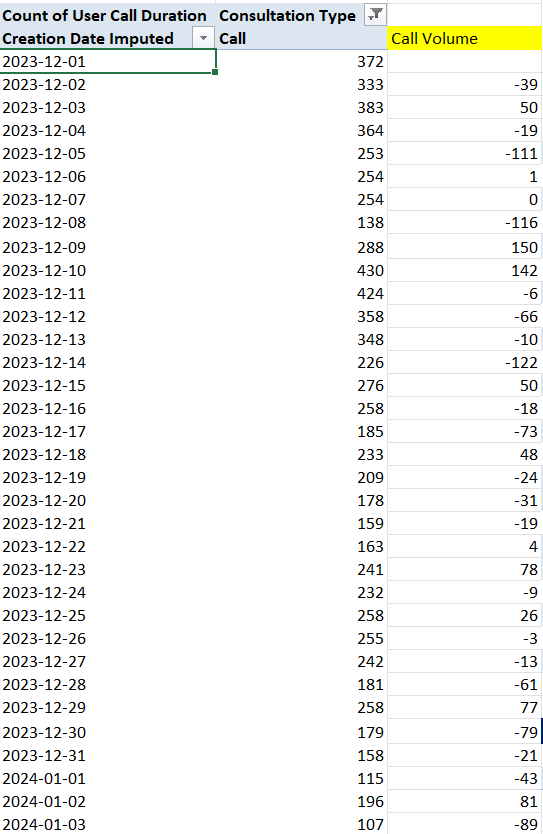 Count of User Call Duration Consultation Type
Creation Date Imputed Call Call Volume
2023-12-01 372
2023-12-02 333 -39
2023-12-03 383 50
2023-12-04 364 -19
2023-12-05 253 -111
2023-12-06 254 1
2023-12-07 254 0
2023-12-08 138 -116
2023-12-09 288 150
2023-12-10 430 142
2023-12-11 424 -6
2023-12-12 358 -66
2023-12-13 348 -10
2023-12-14 226 -122
2023-12-15 276 50
2023-12-16 258 -18
2023-12-17 185 -73
2023-12-18 233 48
2023-12-19 209 -24
2023-12-20 178 -31
2023-12-21 159 -19
2023-12-22 163 4
2023-12-23 241 78
2023-12-24 232 -9
2023-12-25 258 26
2023-12-26 255 -3
2023-12-27 242 -13
2023-12-28 181 -61
2023-12-29 258 77
2023-12-30 179 -79
2023-12-31 158 -21
2024-01-01 115 -43
2024-01-02 196 81
2024-01-03 107 -89